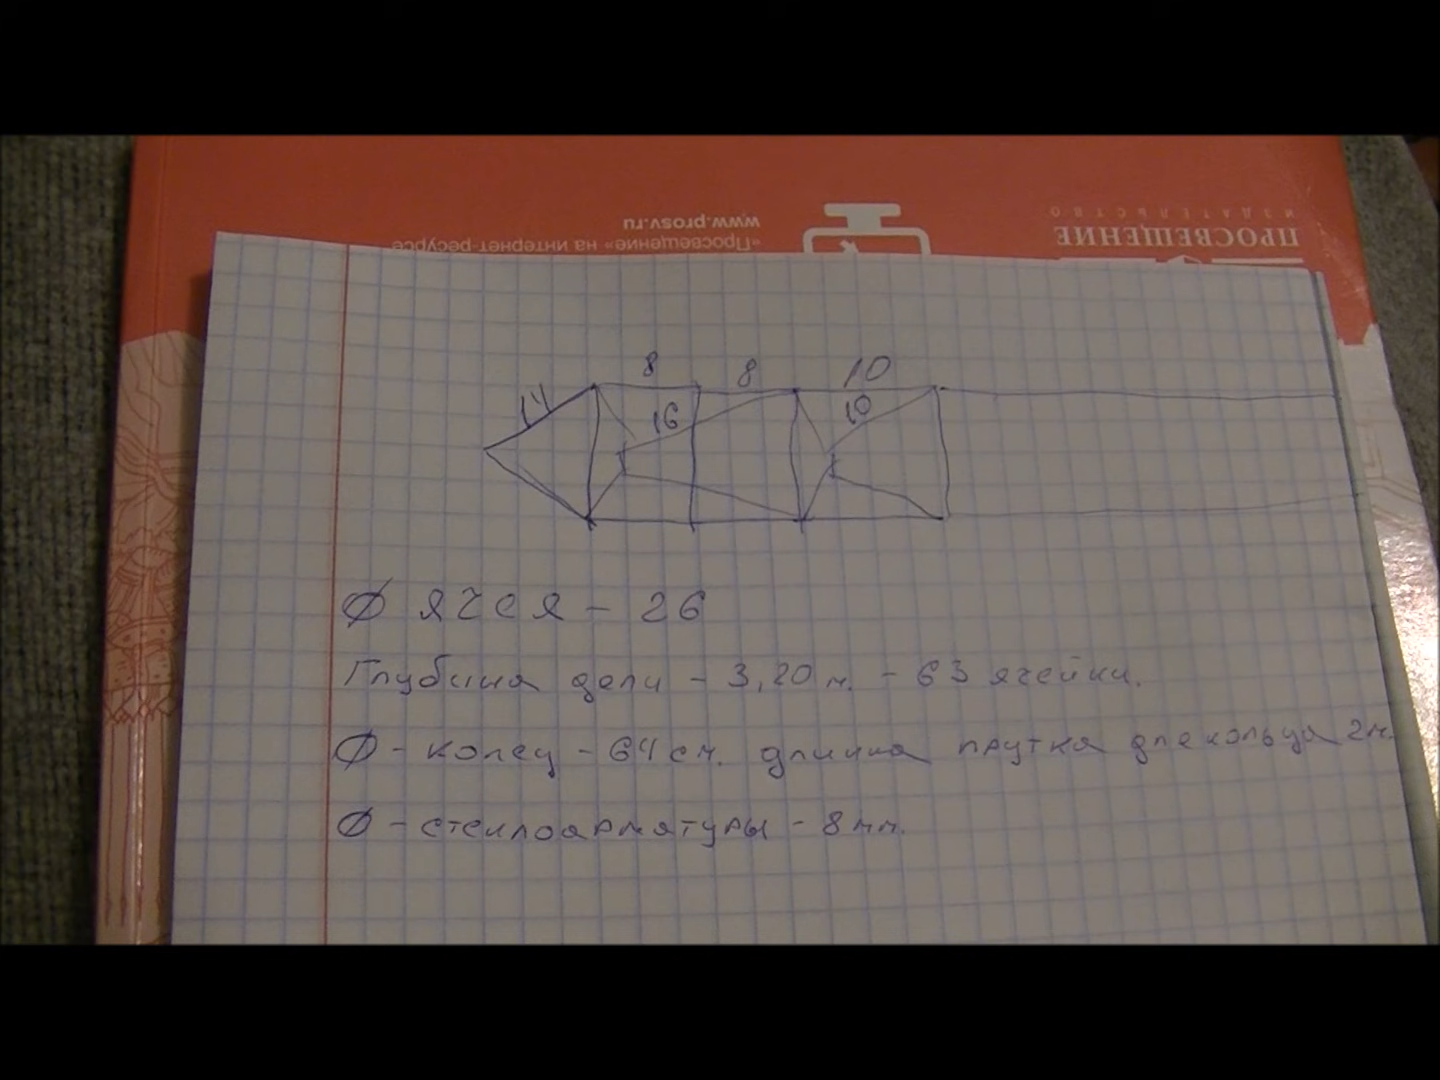 www.prosv.ru
«Просвещение» на интернет-ресурсе
ИЗДАТЕЛЬСТВО
ПРОСВЕЩЕНИЕ
14
8
8
10
16
10
Ø ячея - 26
Глубина дели - 3,20 м. - 63 ячейки.
Ø - колец - 64 см. длинна прутка для кольца 2 м.
Ø - стеклоарматуры - 8 мм.